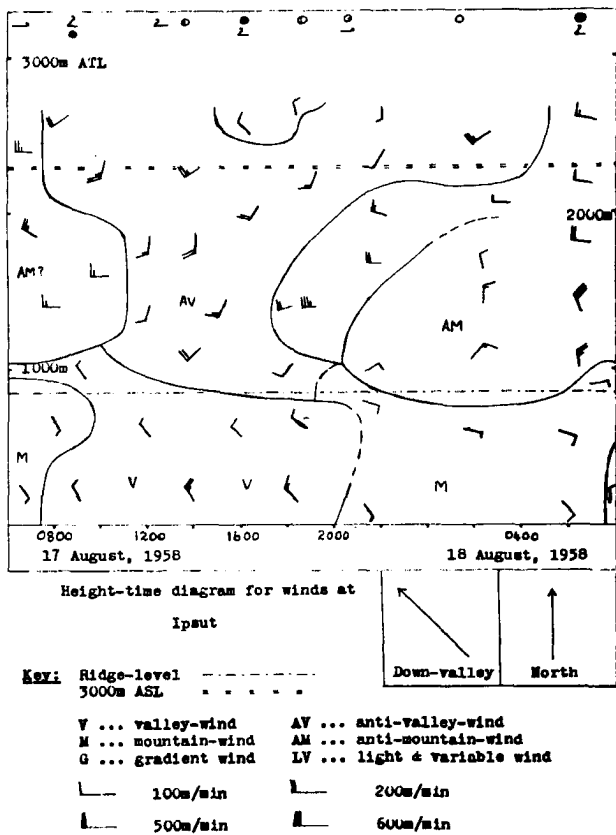 3000m ATL
2000m
AM?
AV
AM
1000m
M
V
V
M
0800
1200
1600
2000
0400
17 August, 1958
18 August, 1958
Height-time diagram for winds at
Ipsut
Down-valley
North
Key: Ridge-level
3000m ASL
V ... valley-wind
AV ... anti-valley-wind
M ... mountain-wind
AM ... anti-mountain-wind
G ... gradient wind
LV ... light & variable wind
100m/min
200m/min
500m/min
600m/min